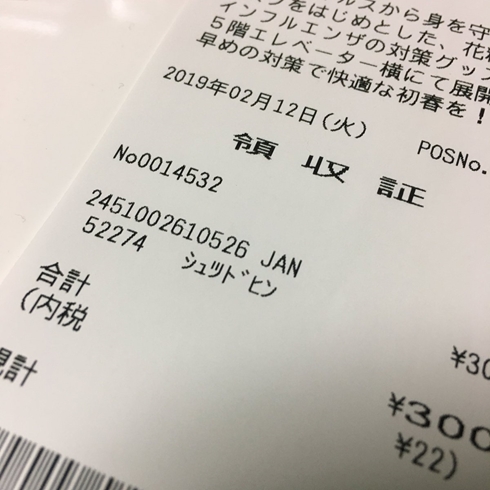 ルスから身を守
をはじめとした、花粉
インフルエンザの対策グッズ
5階エレベーター横にて展開
早めの対策で快適な初春を!
2019年02月12日(火)
POSNo.
領収証
No0014532
2451002610526 JAN
52274 シュツドヒン
¥30
合計 ¥300
(内税 ¥22)
現計